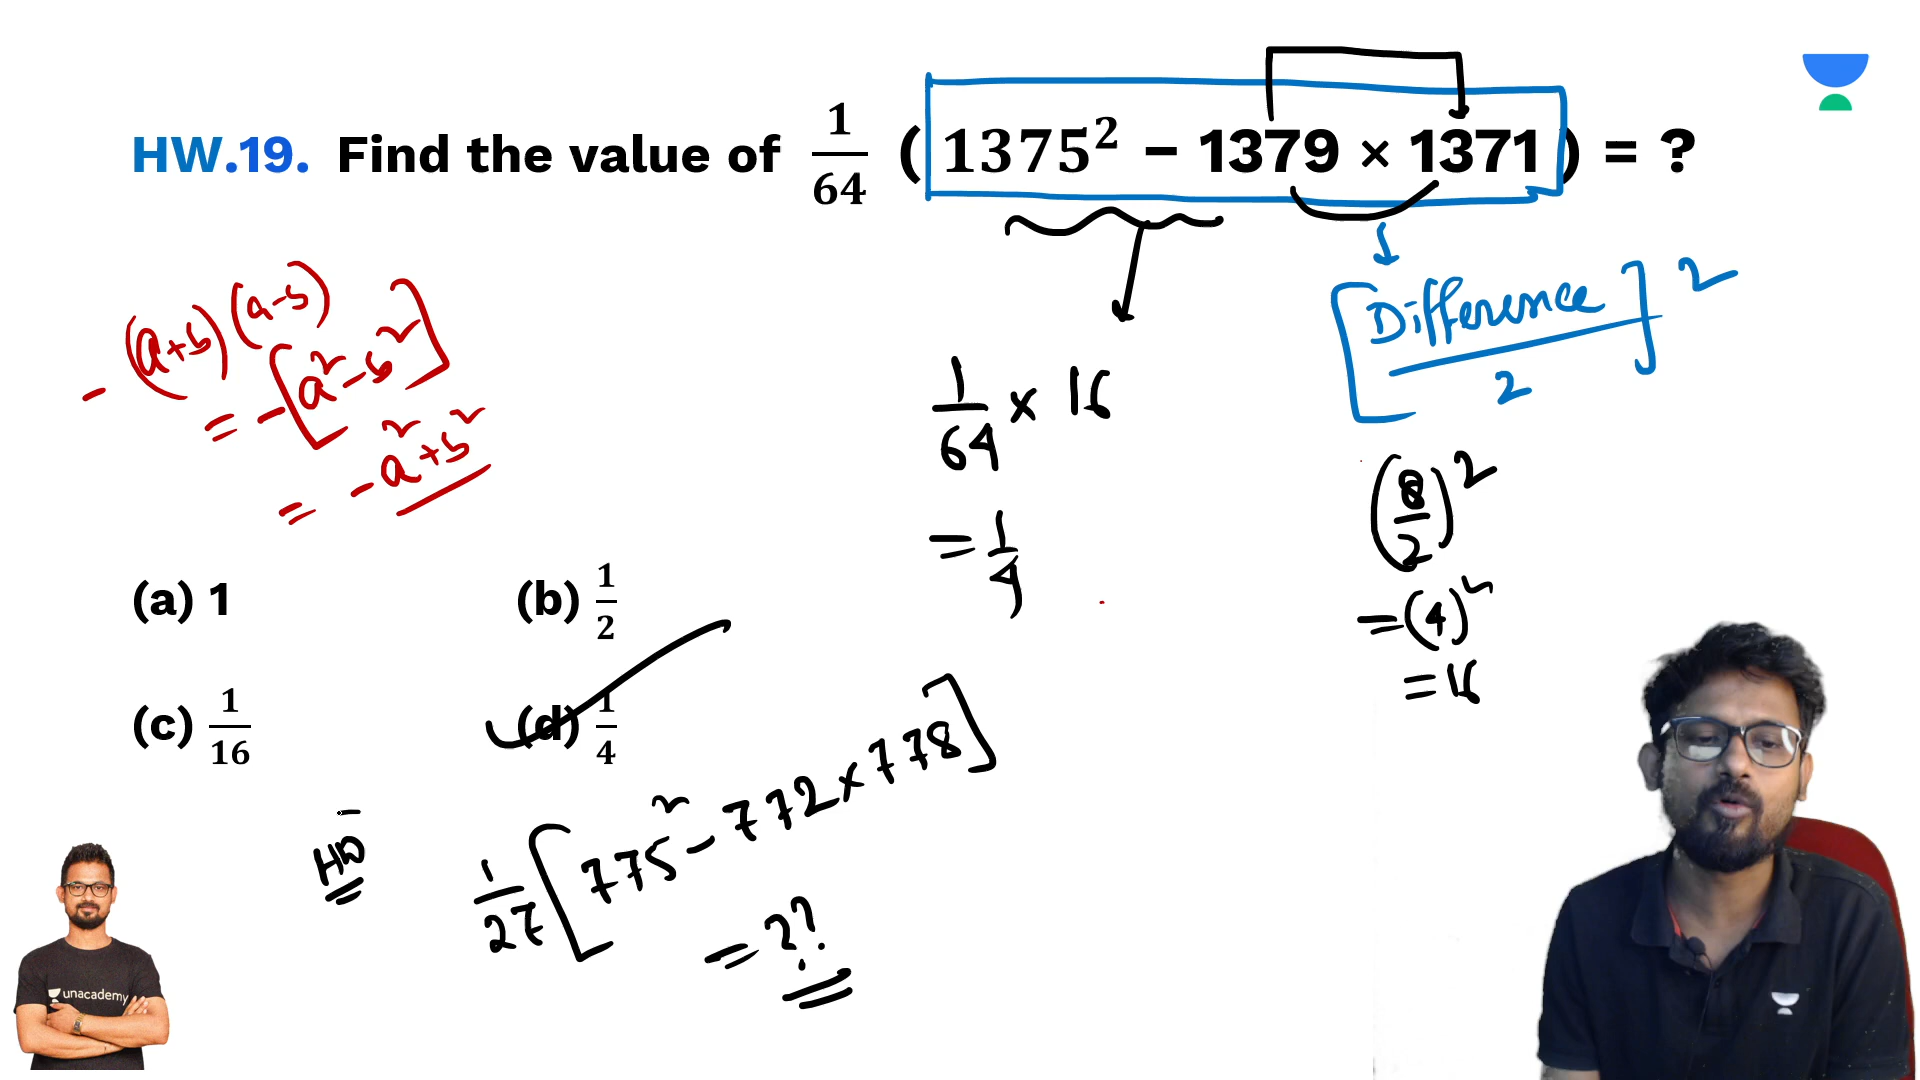 HW.19. Find the value of 1/64 (1375² − 1379 × 1371) = ?
− (a+b)(a-b)
= −[a²−b²]
= −a²+b²
1/64 × 16
= 1/4
[Difference/2]²
(8/2)²
= (4)²
= 16
(a) 1
(b) 1/2
(c) 1/16
(d) 1/4
HW
1/27 [775² − 772×778]
= ??
unacademy